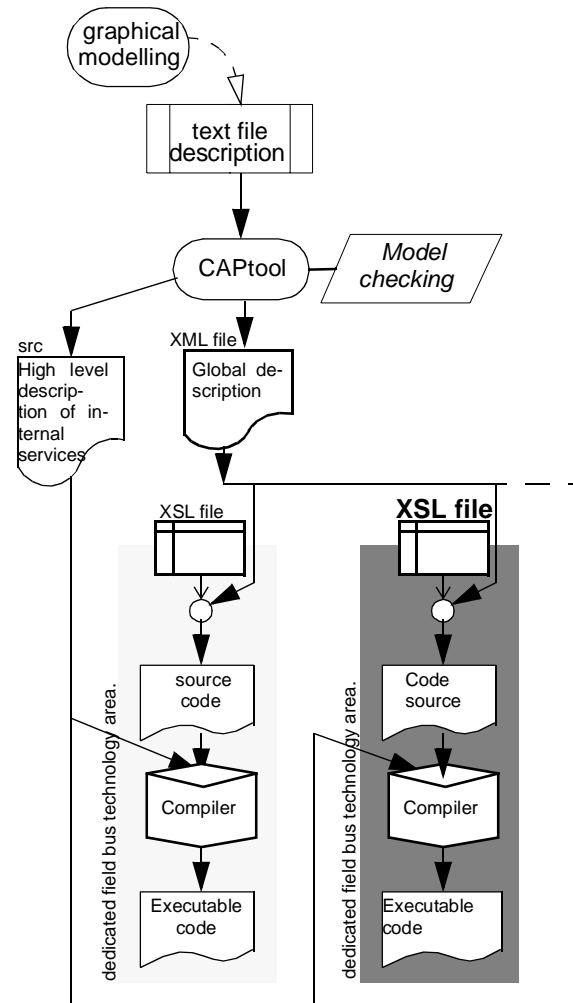 graphical
modelling
text file
description
CAPtool
Model
checking
src
High level
descrip-
tion of in-
ternal
services
XML file
Global de-
scription
XSL file
XSL file
dedicated field bus technology area.
source
code
Compiler
Executable
code
dedicated field bus technology area.
Code
source
Compiler
Executable
code